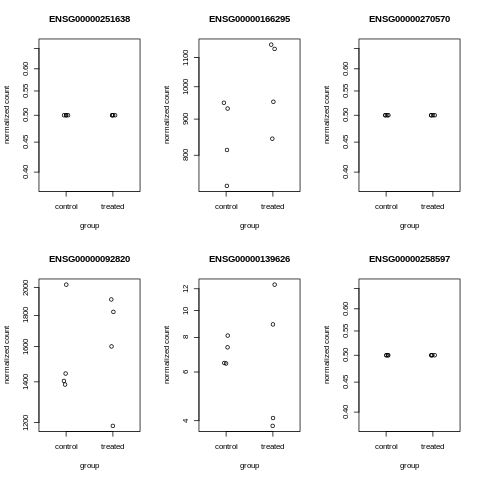 ENSG00000251638
normalized count
0.40 0.45 0.50 0.55 0.60
control treated
group
ENSG00000166295
normalized count
800 900 1000 1100
control treated
group
ENSG00000270570
normalized count
0.40 0.45 0.50 0.55 0.60
control treated
group
ENSG00000092820
normalized count
1200 1400 1600 1800 2000
control treated
group
ENSG00000139626
normalized count
4 6 8 10 12
control treated
group
ENSG00000258597
normalized count
0.40 0.45 0.50 0.55 0.60
control treated
group